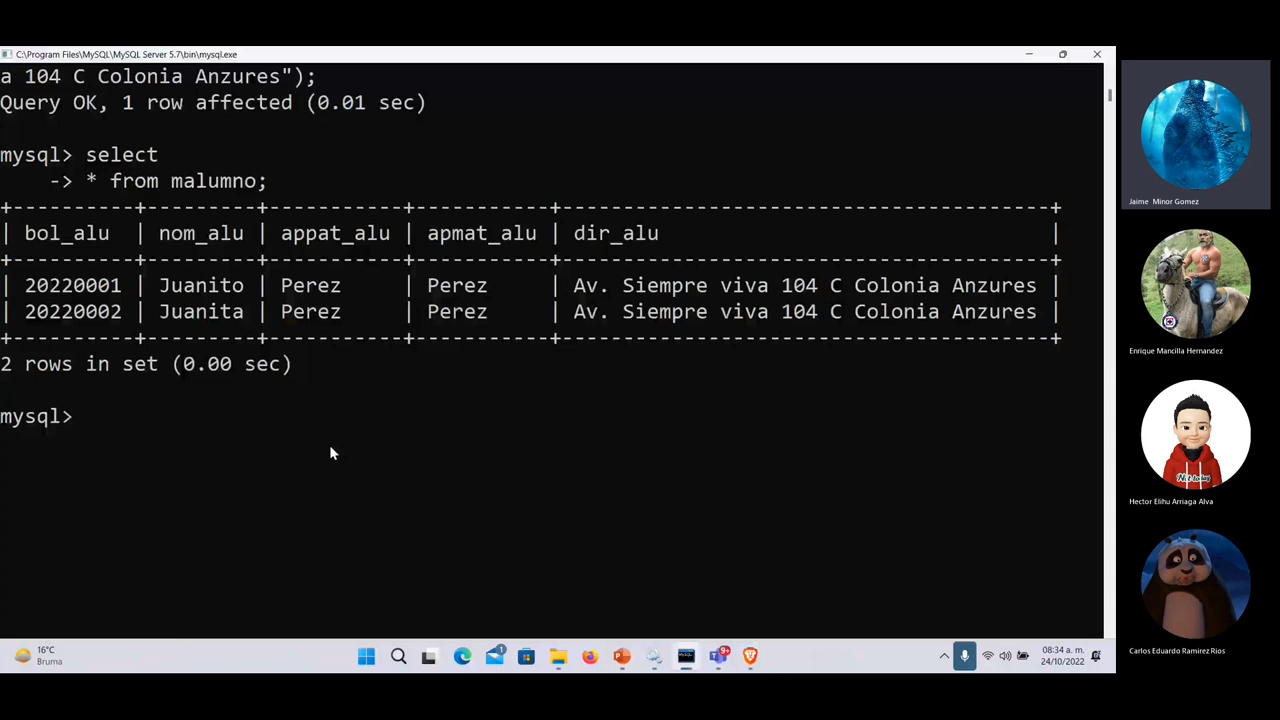 C:\Program Files\MySQL\MySQL Server 5.7\bin\mysql.exe
a 104 C Colonia Anzures");
Query OK, 1 row affected (0.01 sec)
mysql> select
    -> * from malumno;
+----------+---------+-----------+-----------+----------------------------------------+
| bol_alu  | nom_alu | appat_alu | apmat_alu | dir_alu                                |
+----------+---------+-----------+-----------+----------------------------------------+
| 20220001 | Juanito | Perez     | Perez     | Av. Siempre viva 104 C Colonia Anzures |
| 20220002 | Juanita | Perez     | Perez     | Av. Siempre viva 104 C Colonia Anzures |
+----------+---------+-----------+-----------+----------------------------------------+
2 rows in set (0.00 sec)
mysql>
Jaime Minor Gomez
Enrique Mancilla Hernandez
Not today
Hector Elihu Arriaga Alva
Carlos Eduardo Ramirez Rios
16°C
Bruma
1
9+
08:34 a. m.
24/10/2022